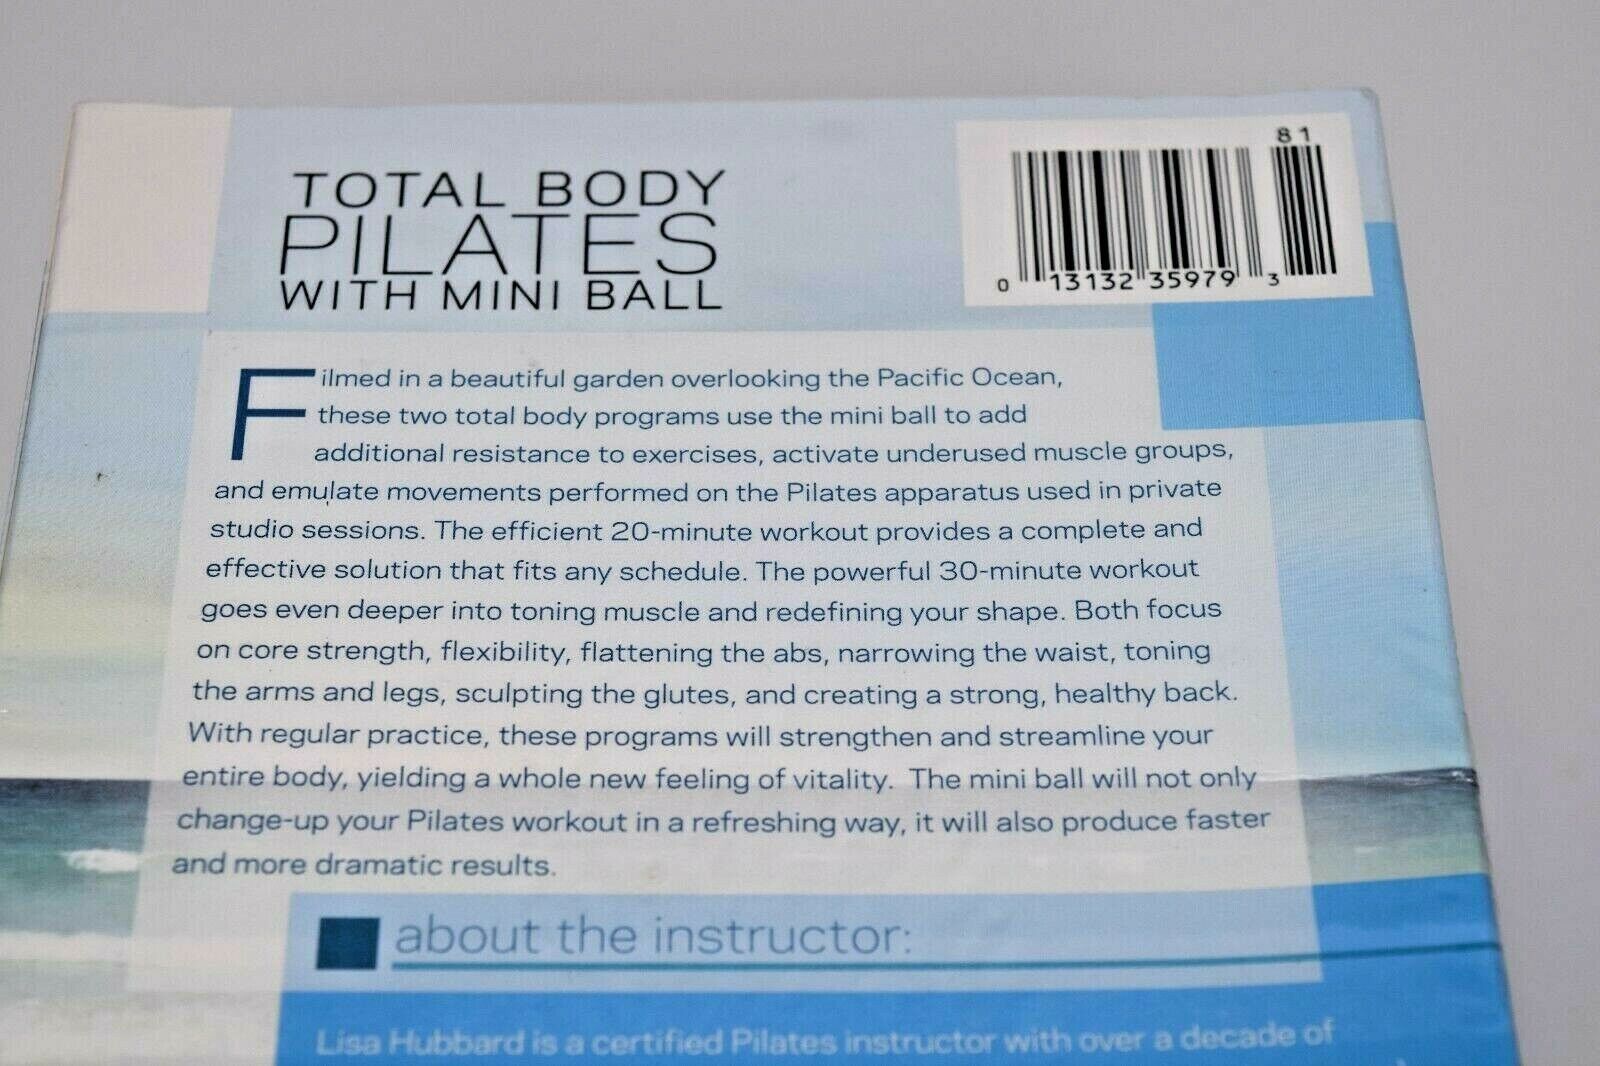 TOTAL BODY
PILATES
WITH MINI BALL
81
0 13132 35979 3
Filmed in a beautiful garden overlooking the Pacific Ocean,
these two total body programs use the mini ball to add
additional resistance to exercises, activate underused muscle groups,
and emulate movements performed on the Pilates apparatus used in private
studio sessions. The efficient 20-minute workout provides a complete and
effective solution that fits any schedule. The powerful 30-minute workout
goes even deeper into toning muscle and redefining your shape. Both focus
on core strength, flexibility, flattening the abs, narrowing the waist, toning
the arms and legs, sculpting the glutes, and creating a strong, healthy back.
With regular practice, these programs will strengthen and streamline your
entire body, yielding a whole new feeling of vitality. The mini ball will not only
change-up your Pilates workout in a refreshing way, it will also produce faster
and more dramatic results.
about the instructor:
Lisa Hubbard is a certified Pilates instructor with over a decade of